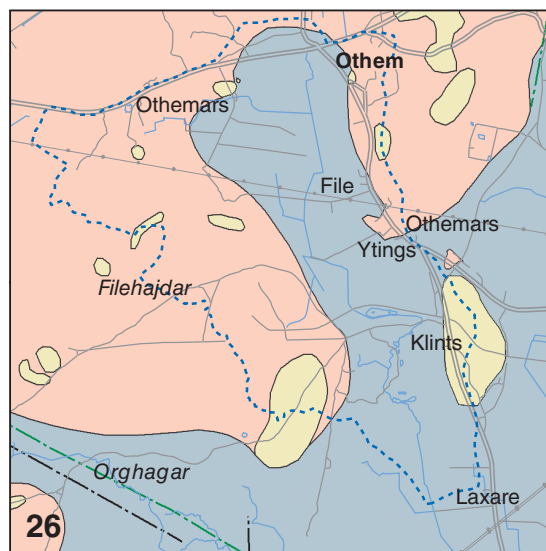 Othem
Othemars
File
Othemars
Ytings
Filehajdar
Klints
Orghagar
Laxare
26